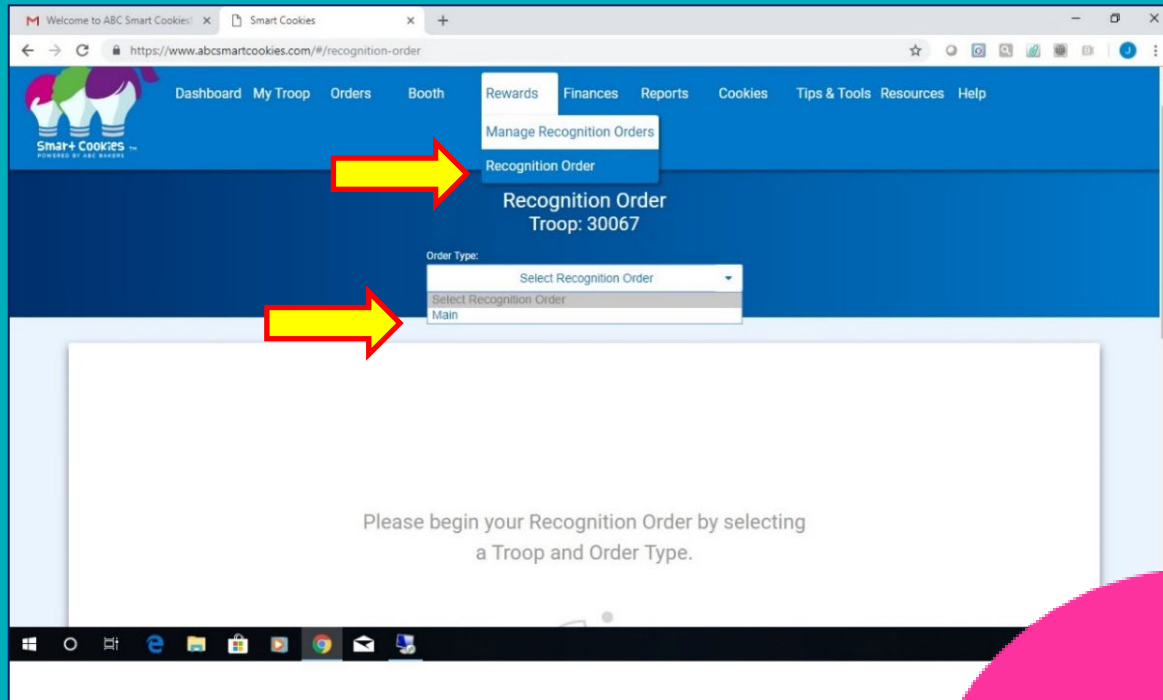 Welcome to ABC Smart Cookies!
Smart Cookies
https://www.abcsmartcookies.com/#/recognition-order
J
Dashboard My Troop Orders Booth Rewards Finances Reports Cookies Tips & Tools Resources Help
Smart Cookies
POWERED BY ABC BAKERS
Manage Recognition Orders
Recognition Order
Recognition Order
Troop: 30067
Order Type:
Select Recognition Order
Select Recognition Order
Main
Please begin your Recognition Order by selecting
a Troop and Order Type.